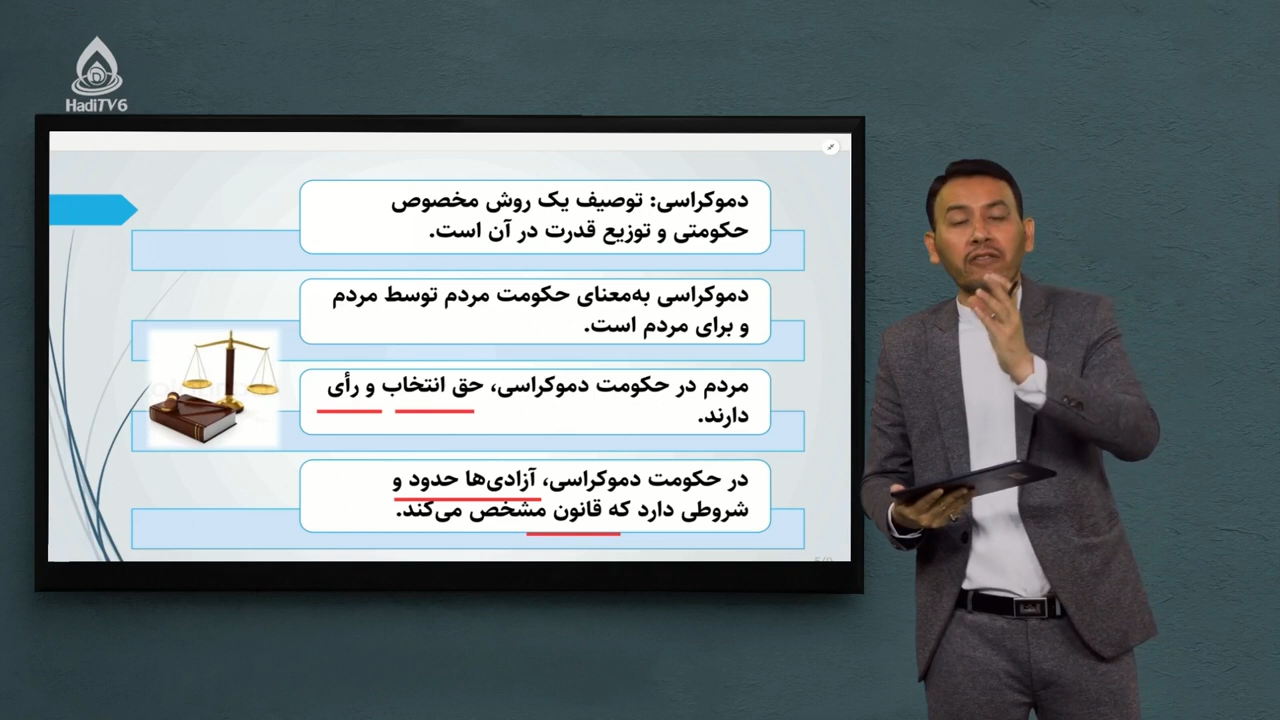 HadiTV6
دموکراسی: توصیف یک روش مخصوص
حکومتی و توزیع قدرت در آن است.
دموکراسی به‌معنای حکومت مردم توسط مردم
و برای مردم است.
مردم در حکومت دموکراسی، حق انتخاب و رأی
دارند.
در حکومت دموکراسی، آزادی‌ها حدود و
شروطی دارد که قانون مشخص می‌کند.